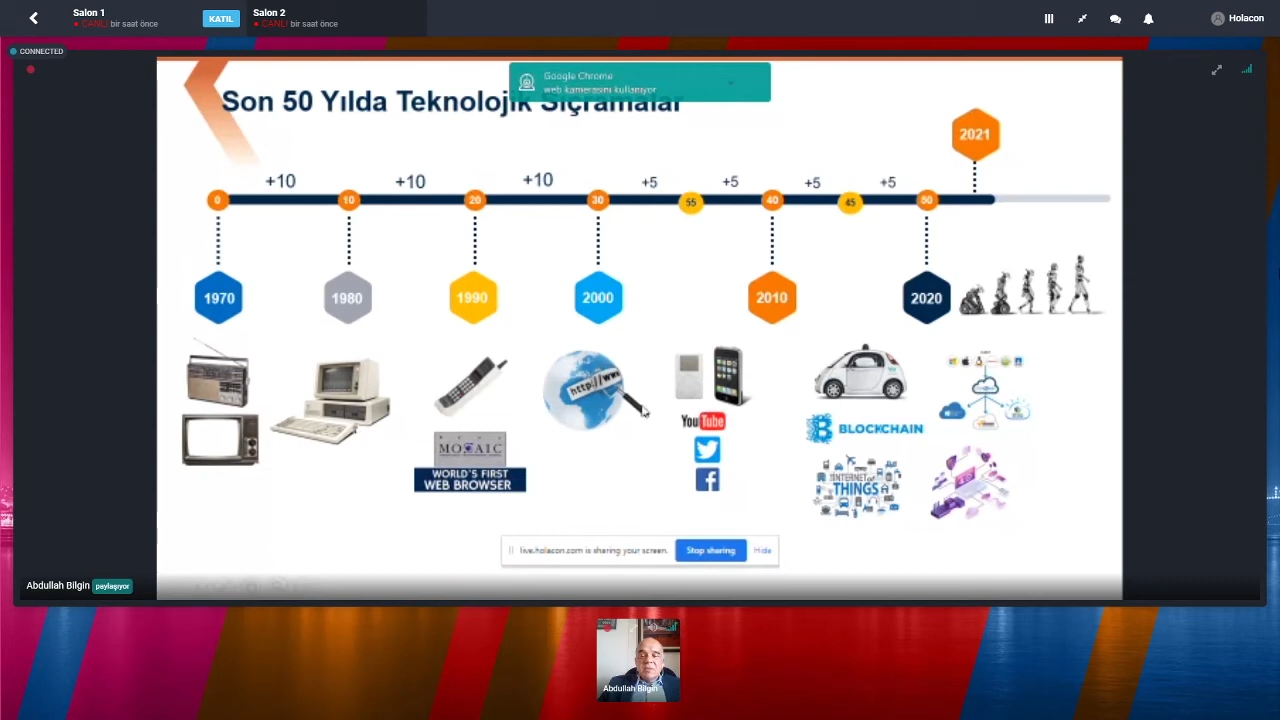 Salon 1
CANLI bir saat önce
KATIL
Salon 2
CANLI bir saat önce
Holacon
CONNECTED
Google Chrome
web kamerasını kullanıyor
Son 50 Yılda Teknolojik Sıçramalar
2021
+10
+10
+10
+5
+5
+5
+5
0
10
20
30
55
40
45
50
1970
1980
1990
2000
2010
2020
http://www
YouTube
MOSAIC
WORLD'S FIRST
WEB BROWSER
BLOCKCHAIN
INTERNET of
THINGS
live.holacon.com is sharing your screen.
Stop sharing
Hide
Abdullah Bilgin
paylaşıyor
Abdullah Bilgin